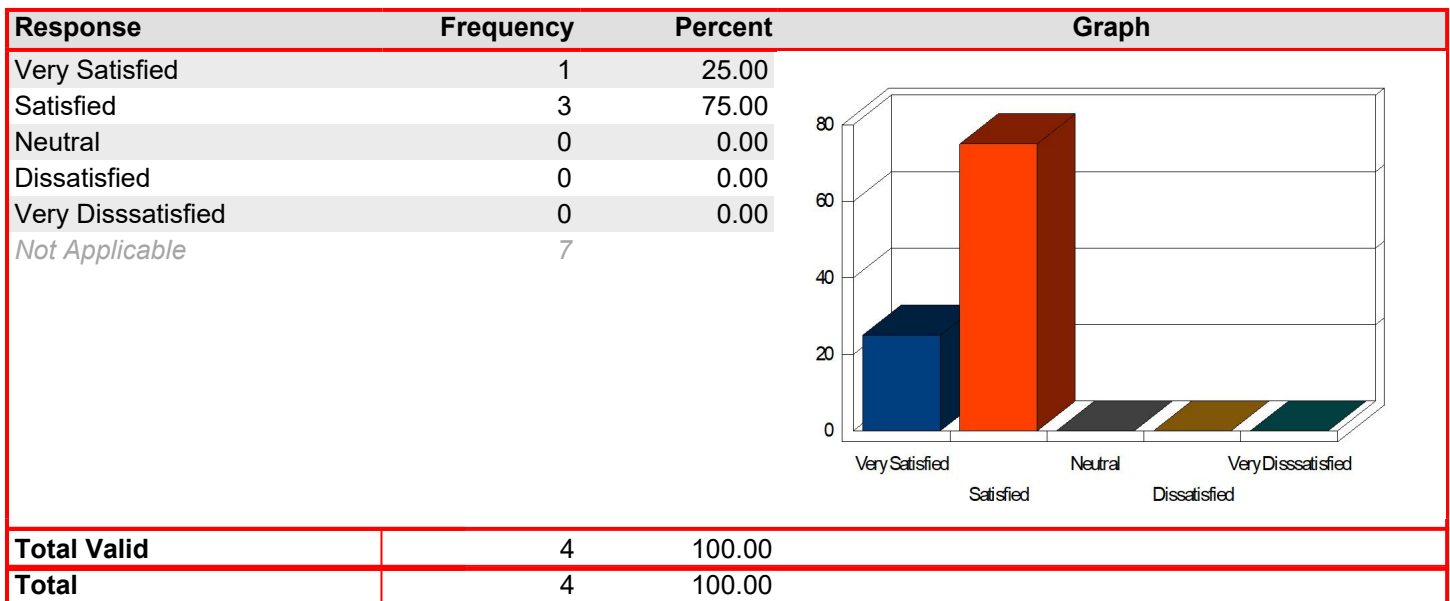 Response Frequency Percent Graph
Very Satisfied 1 25.00
Satisfied 3 75.00
Neutral 0 0.00
Dissatisfied 0 0.00
Very Disssatisfied 0 0.00
Not Applicable 7
80
60
40
20
0
Very Satisfied Neutral Very Disssatisfied
Satisfied Dissatisfied
Total Valid 4 100.00
Total 4 100.00